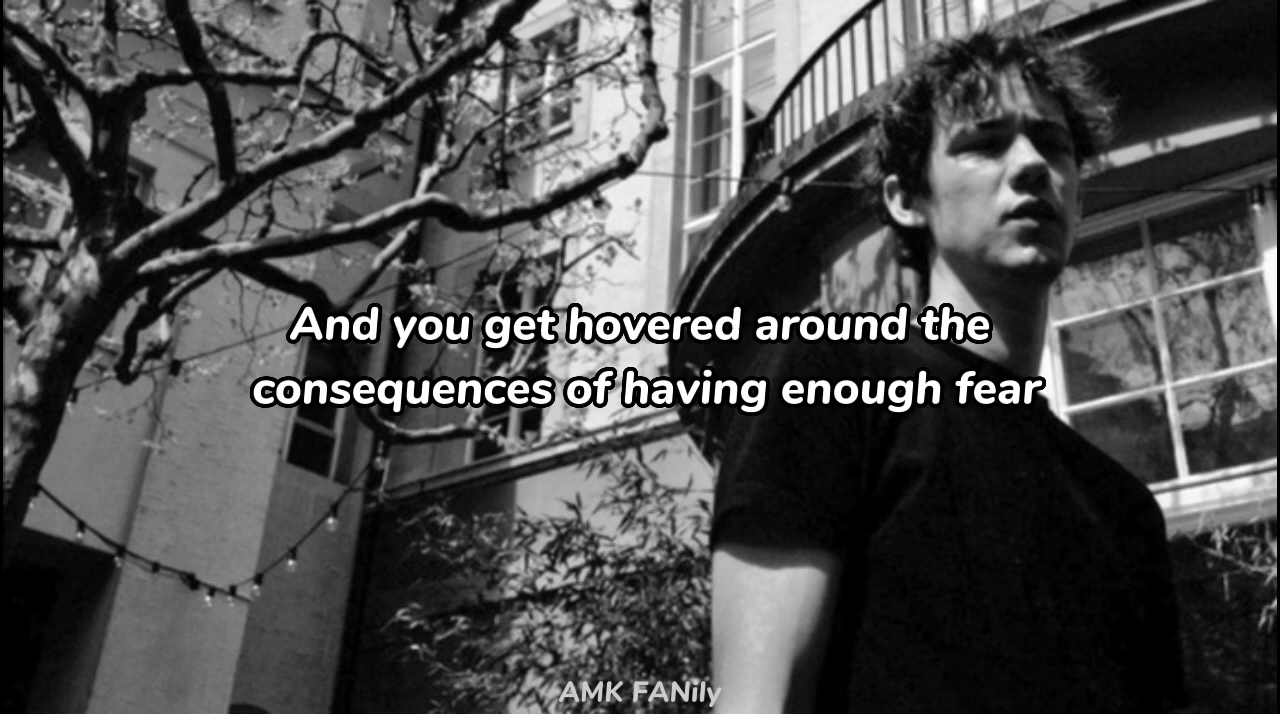 And you get hovered around the
consequences of having enough fear
AMK FANily